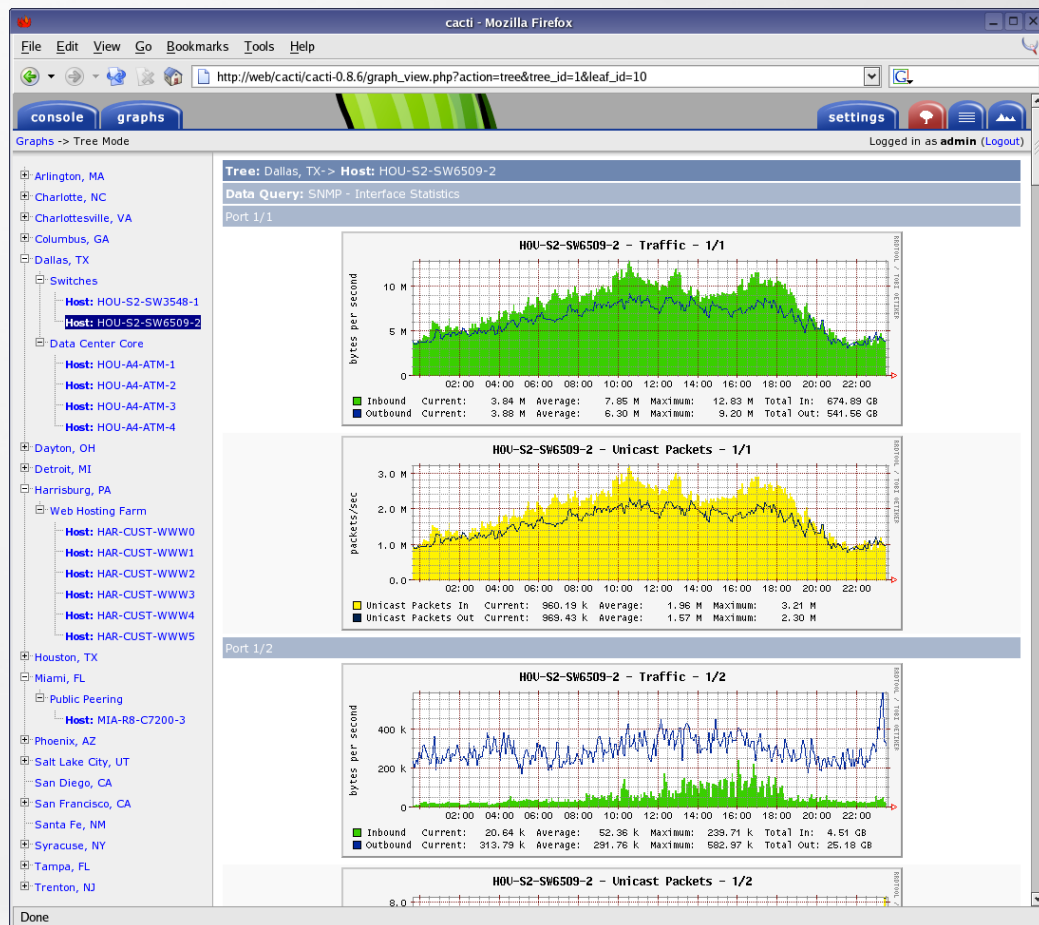 cacti - Mozilla Firefox
File Edit View Go Bookmarks Tools Help
http://web/cacti/cacti-0.8.6/graph_view.php?action=tree&tree_id=1&leaf_id=10
G
console graphs settings
Graphs -> Tree Mode Logged in as admin (Logout)
Arlington, MA
Charlotte, NC
Charlottesville, VA
Columbus, GA
Dallas, TX
Switches
Host: HOU-S2-SW3548-1
Host: HOU-S2-SW6509-2
Data Center Core
Host: HOU-A4-ATM-1
Host: HOU-A4-ATM-2
Host: HOU-A4-ATM-3
Host: HOU-A4-ATM-4
Dayton, OH
Detroit, MI
Harrisburg, PA
Web Hosting Farm
Host: HAR-CUST-WWW0
Host: HAR-CUST-WWW1
Host: HAR-CUST-WWW2
Host: HAR-CUST-WWW3
Host: HAR-CUST-WWW4
Host: HAR-CUST-WWW5
Houston, TX
Miami, FL
Public Peering
Host: MIA-R8-C7200-3
Phoenix, AZ
Salt Lake City, UT
San Diego, CA
San Francisco, CA
Santa Fe, NM
Syracuse, NY
Tampa, FL
Trenton, NJ
Tree: Dallas, TX-> Host: HOU-S2-SW6509-2
Data Query: SNMP - Interface Statistics
Port 1/1
HOU-S2-SW6509-2 - Traffic - 1/1
RRDTOOL / TOBI OETIKER
bytes per second
10 M
5 M
0
02:00 04:00 06:00 08:00 10:00 12:00 14:00 16:00 18:00 20:00 22:00
Inbound Current: 3.84 M Average: 7.85 M Maximum: 12.83 M Total In: 674.89 GB
Outbound Current: 3.88 M Average: 6.30 M Maximum: 9.20 M Total Out: 541.56 GB
HOU-S2-SW6509-2 - Unicast Packets - 1/1
RRDTOOL / TOBI OETIKER
packets/sec
3.0 M
2.0 M
1.0 M
0.0
02:00 04:00 06:00 08:00 10:00 12:00 14:00 16:00 18:00 20:00 22:00
Unicast Packets In Current: 960.19 k Average: 1.96 M Maximum: 3.21 M
Unicast Packets Out Current: 969.43 k Average: 1.57 M Maximum: 2.30 M
Port 1/2
HOU-S2-SW6509-2 - Traffic - 1/2
RRDTOOL / TOBI OETIKER
bytes per second
400 k
200 k
0
02:00 04:00 06:00 08:00 10:00 12:00 14:00 16:00 18:00 20:00 22:00
Inbound Current: 20.64 k Average: 52.36 k Maximum: 239.71 k Total In: 4.51 GB
Outbound Current: 313.79 k Average: 291.76 k Maximum: 582.97 k Total Out: 25.18 GB
HOU-S2-SW6509-2 - Unicast Packets - 1/2
RRDTOOL
8.0
Done